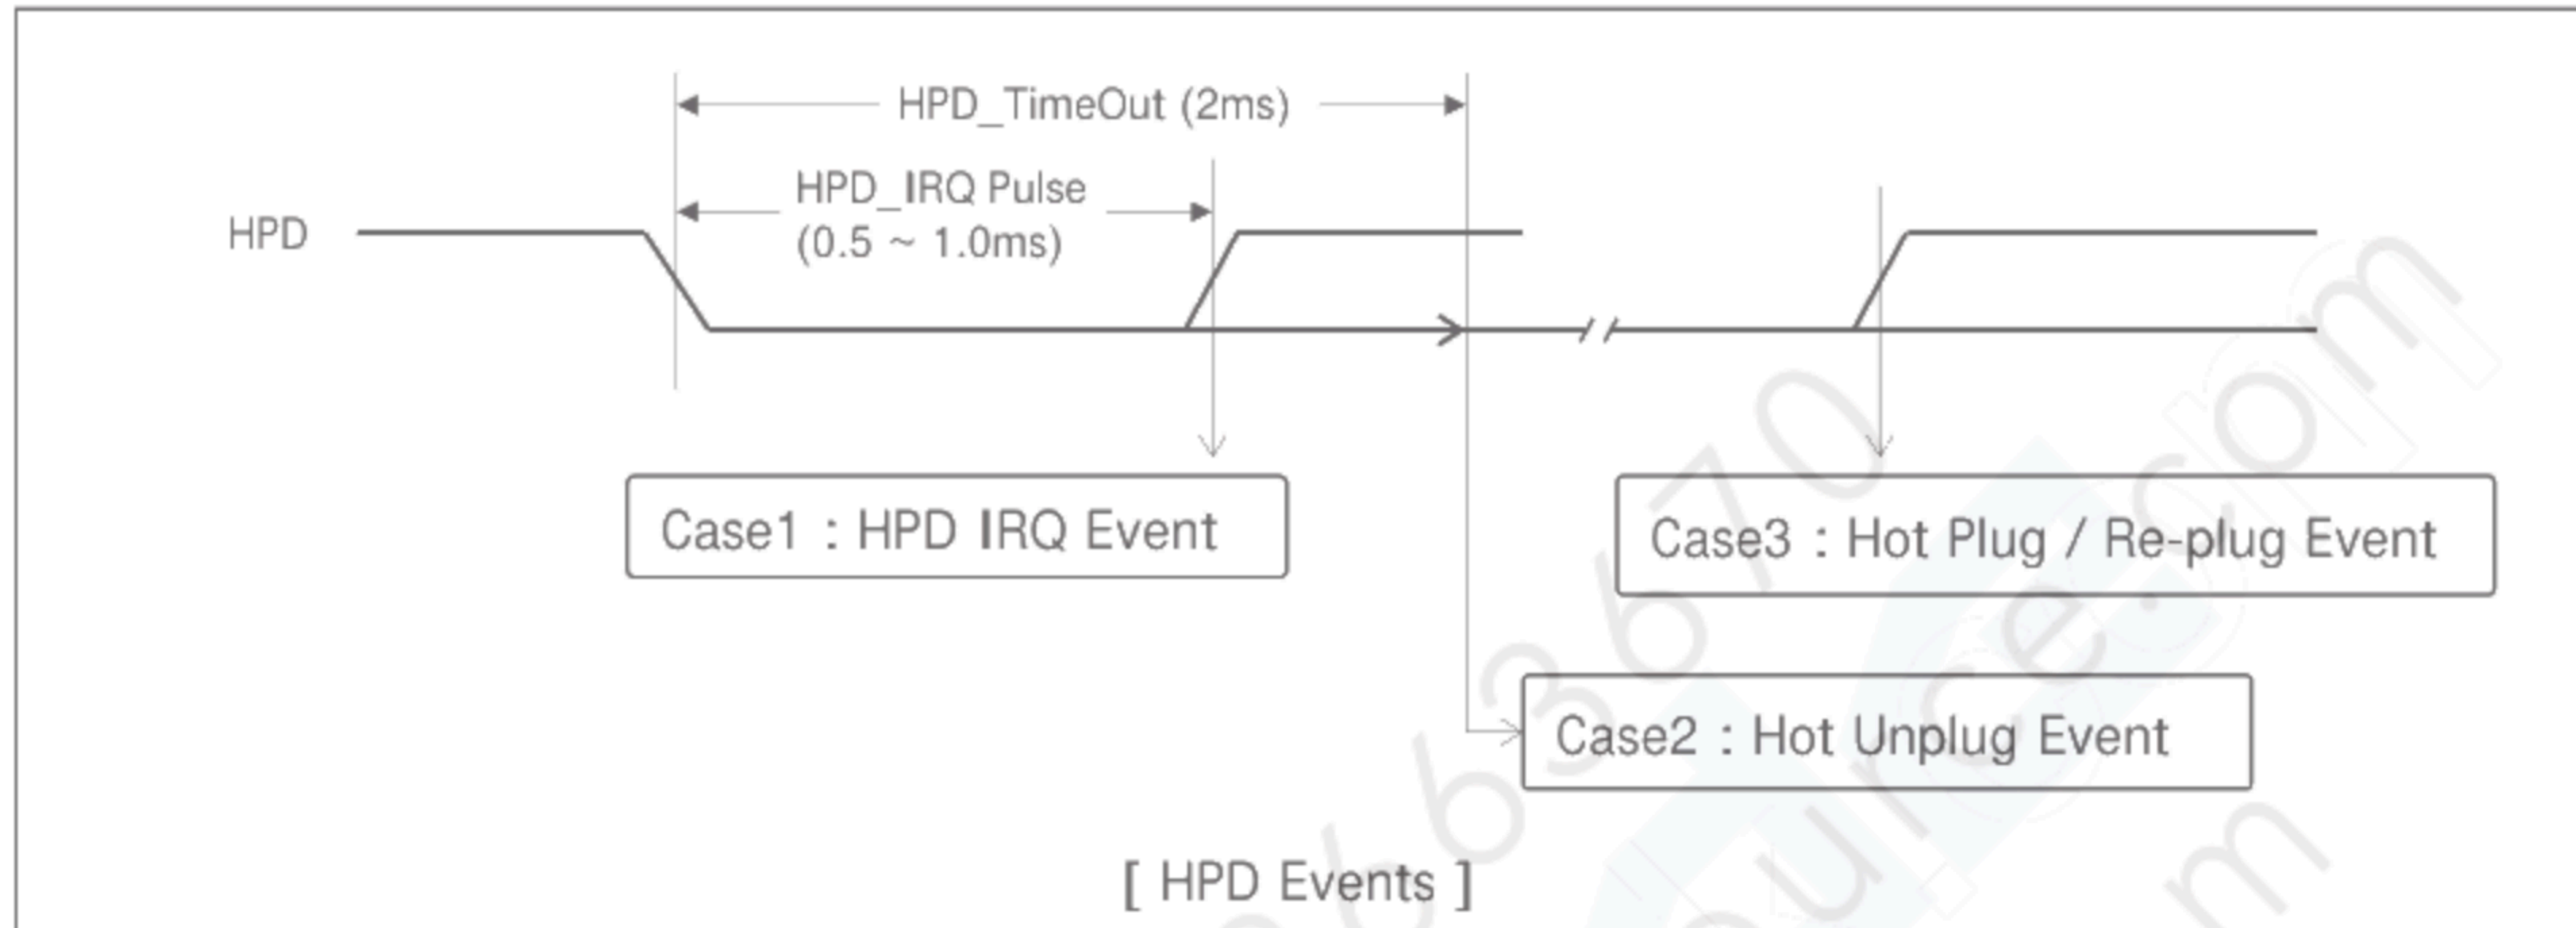 HPD_TimeOut (2ms)
HPD_IRQ Pulse
(0.5 ~ 1.0ms)
HPD
Case1 : HPD IRQ Event
Case3 : Hot Plug / Re-plug Event
Case2 : Hot Unplug Event
[ HPD Events ]